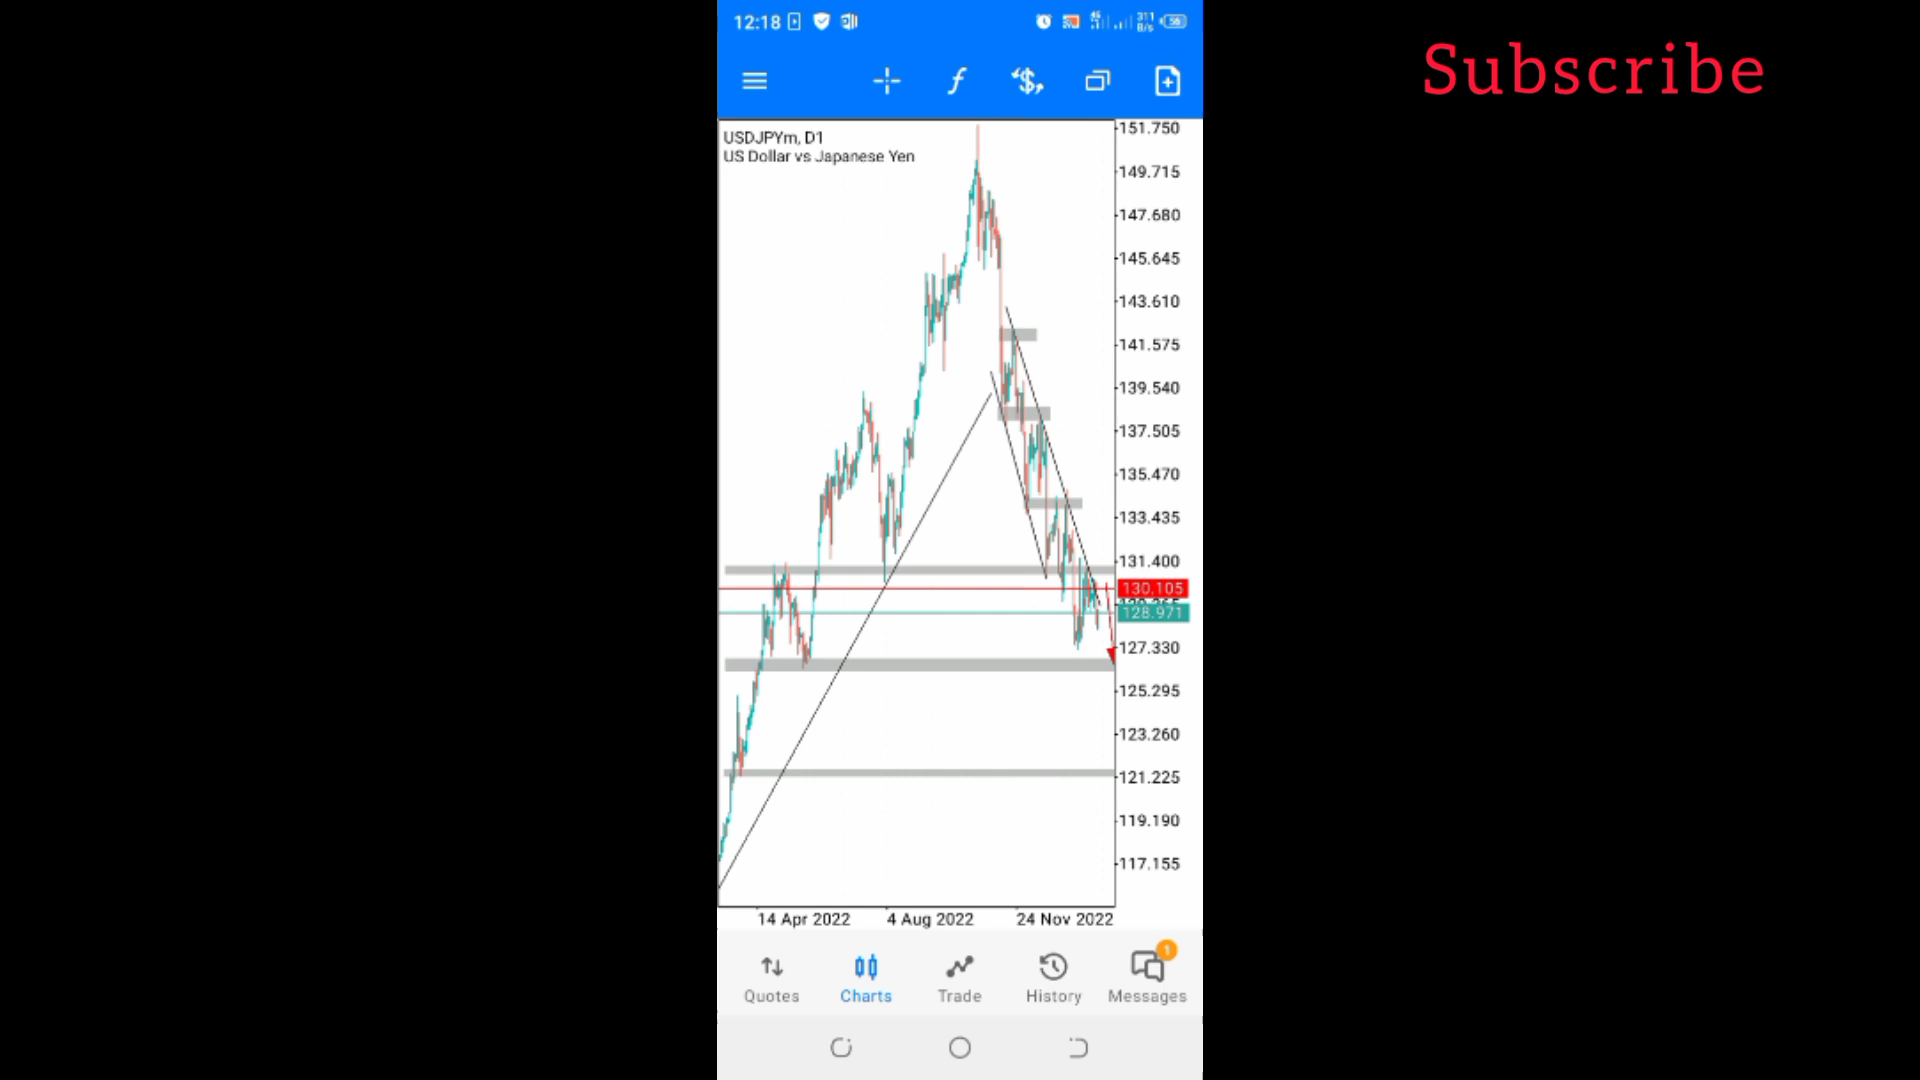 12:18
311
B/s
56
Subscribe
USDJPYm, D1
US Dollar vs Japanese Yen
151.750
149.715
147.680
145.645
143.610
141.575
139.540
137.505
135.470
133.435
131.400
130.105
128.971
127.330
125.295
123.260
121.225
119.190
117.155
14 Apr 2022
4 Aug 2022
24 Nov 2022
1
Quotes
Charts
Trade
History
Messages